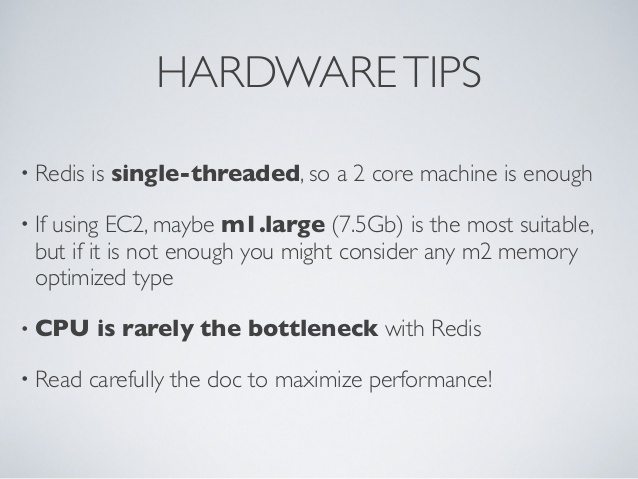 HARDWARE TIPS
• Redis is single-threaded, so a 2 core machine is enough
• If using EC2, maybe m1.large (7.5Gb) is the most suitable,
but if it is not enough you might consider any m2 memory
optimized type
• CPU is rarely the bottleneck with Redis
• Read carefully the doc to maximize performance!